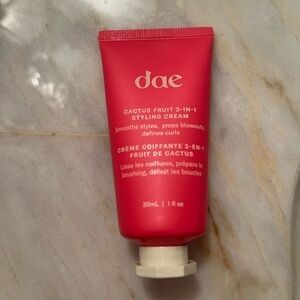 dae
CACTUS FRUIT 3-IN-1
STYLING CREAM
Smooths styles, preps blowouts,
defines curls
CRÈME COIFFANTE 3-EN-1
FRUIT DE CACTUS
Lisse les coiffures, prépare le
brushing, définit les boucles
30mL | 1 fl oz